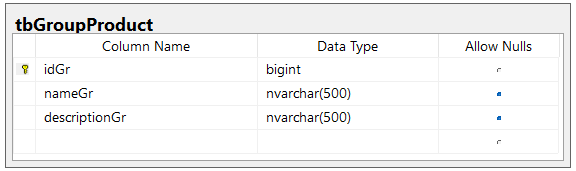 tbGroupProduct
Column Name Data Type Allow Nulls
idGr bigint
nameGr nvarchar(500)
descriptionGr nvarchar(500)